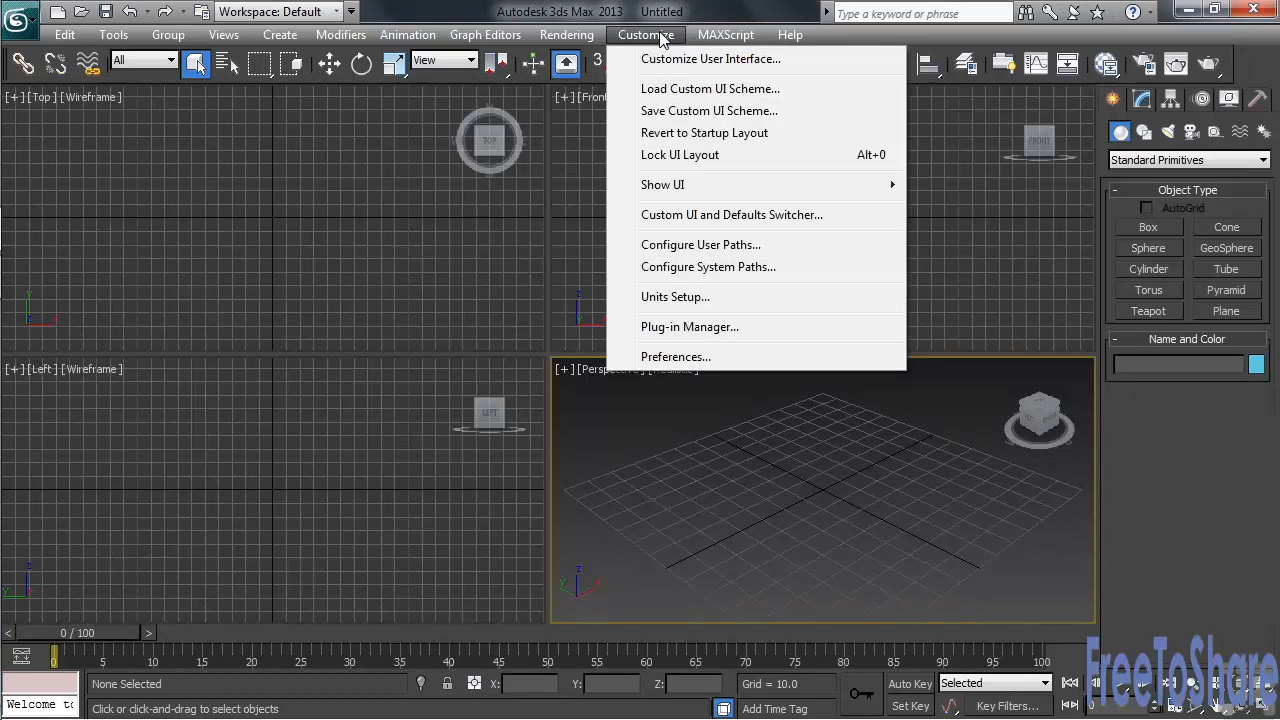 Workspace: Default
Autodesk 3ds Max 2013
Untitled
Type a keyword or phrase
Edit
Tools
Group
Views
Create
Modifiers
Animation
Graph Editors
Rendering
Customize
MAXScript
Help
All
View
3
Customize User Interface...
Load Custom UI Scheme...
Save Custom UI Scheme...
Revert to Startup Layout
Lock UI Layout Alt+0
Show UI
Custom UI and Defaults Switcher...
Configure User Paths...
Configure System Paths...
Units Setup...
Plug-in Manager...
Preferences...
[+] [Top] [Wireframe]
TOP
[+] [Front
FRONT
[+] [Left] [Wireframe]
LEFT
[+] [Perspective] [Realistic]
Standard Primitives
Object Type
AutoGrid
Box
Cone
Sphere
GeoSphere
Cylinder
Tube
Torus
Pyramid
Teapot
Plane
Name and Color
0 / 100
0 5 10 15 20 25 30 35 40 45 50 55 60 65 70 75 80 85 90 95 100
None Selected
X:
Y:
Z:
Grid = 10.0
Auto Key
Selected
Welcome to
Click or click-and-drag to select objects
Add Time Tag
Set Key
Key Filters...
0
FreeToShare